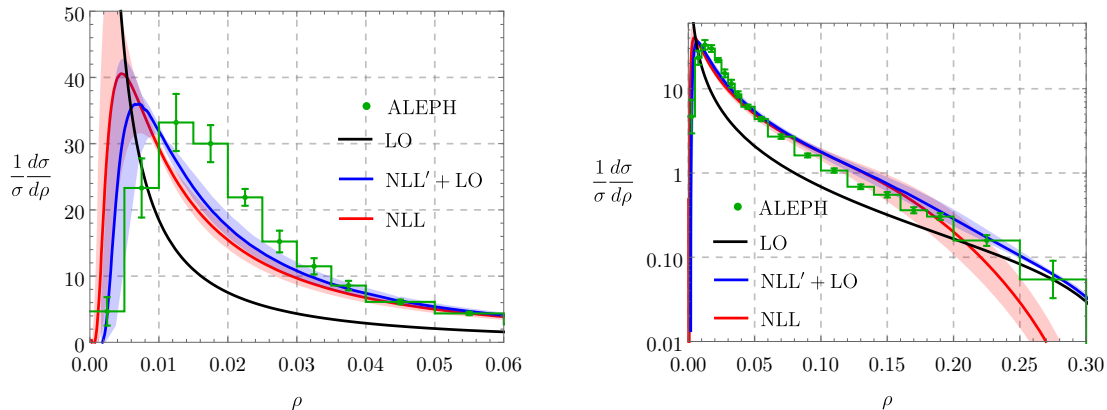 50
40
30
20
10
0
0.00 0.01 0.02 0.03 0.04 0.05 0.06
ρ
1/σ dσ/dρ
ALEPH
LO
NLL′ + LO
NLL
10
1
0.10
0.01
0.00 0.05 0.10 0.15 0.20 0.25 0.30
ρ
1/σ dσ/dρ
ALEPH
LO
NLL′ + LO
NLL